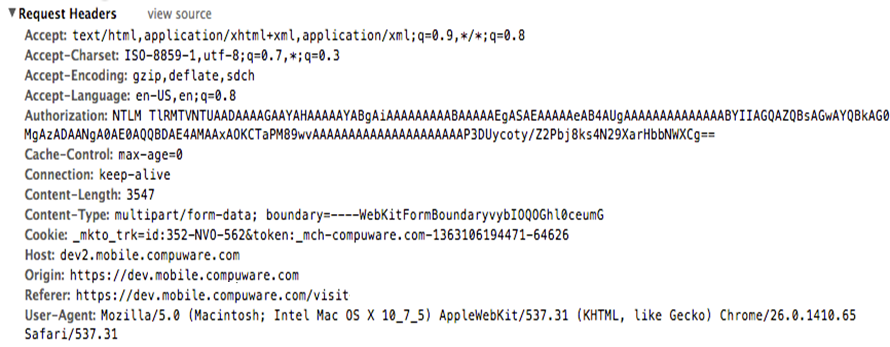 ▼Request Headers view source
Accept: text/html,application/xhtml+xml,application/xml;q=0.9,*/*;q=0.8
Accept-Charset: ISO-8859-1,utf-8;q=0.7,*;q=0.3
Accept-Encoding: gzip,deflate,sdch
Accept-Language: en-US,en;q=0.8
Authorization: NTLM TlRMTVNTUAADAAAAGAAYAHAAAAAYABgAiAAAAAAAAABAAAAAEgASAEAAAAAeAB4AUgAAAAAAAAAAAAAABYIIAGQAZQBsAGwAYQBkAG0
MgAzADAANgA0AE0AQQBDAE4AMAAxAOKCTaPM89wvAAAAAAAAAAAAAAAAAAAAAP3DUycoty/Z2Pbj8ks4N29XarHbbNWXCg==
Cache-Control: max-age=0
Connection: keep-alive
Content-Length: 3547
Content-Type: multipart/form-data; boundary=----WebKitFormBoundaryvybIOQOGhl0ceumG
Cookie: _mkto_trk=id:352-NVO-562&token:_mch-compuware.com-1363106194471-64626
Host: dev2.mobile.compuware.com
Origin: https://dev.mobile.compuware.com
Referer: https://dev.mobile.compuware.com/visit
User-Agent: Mozilla/5.0 (Macintosh; Intel Mac OS X 10_7_5) AppleWebKit/537.31 (KHTML, like Gecko) Chrome/26.0.1410.65
Safari/537.31